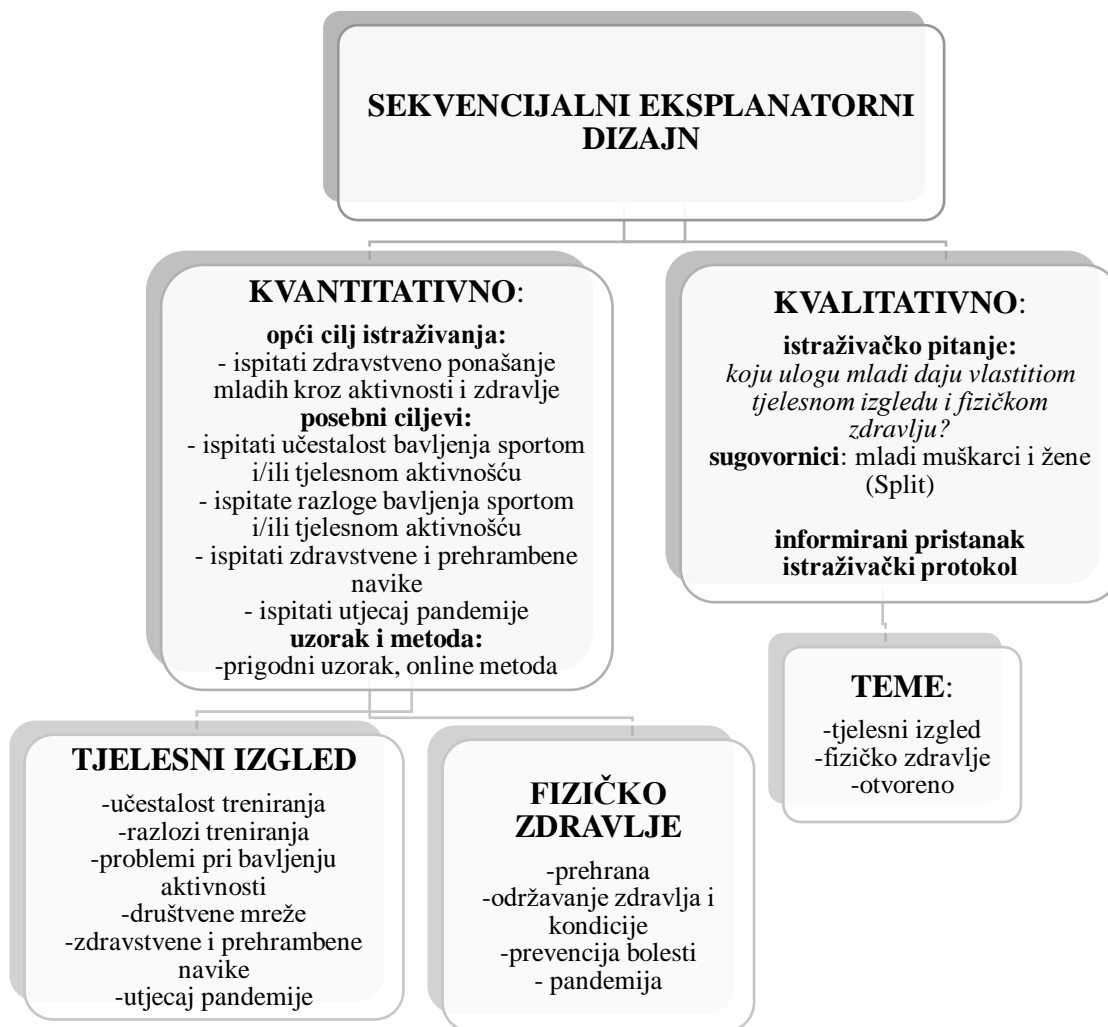 SEKVENCIJALNI EKSPLANATORNI
DIZAJN
KVANTITATIVNO:
opći cilj istraživanja:
- ispitati zdravstveno ponašanje
mladih kroz aktivnosti i zdravlje
posebni ciljevi:
- ispitati učestalost bavljenja sportom
i/ili tjelesnom aktivnošću
- ispitate razloge bavljenja sportom
i/ili tjelesnom aktivnošću
- ispitati zdravstvene i prehrambene
navike
- ispitati utjecaj pandemije
uzorak i metoda:
-prigodni uzorak, online metoda
KVALITATIVNO:
istraživačko pitanje:
koju ulogu mladi daju vlastitiom
tjelesnom izgledu i fizičkom
zdravlju?
sugovornici: mladi muškarci i žene
(Split)
informirani pristanak
istraživački protokol
TJELESNI IZGLED
-učestalost treniranja
-razlozi treniranja
-problemi pri bavljenju
aktivnosti
-društvene mreže
-zdravstvene i prehrambene
navike
-utjecaj pandemije
FIZIČKO
ZDRAVLJE
-prehrana
-održavanje zdravlja i
kondicije
-prevencija bolesti
- pandemija
TEME:
-tjelesni izgled
-fizičko zdravlje
-otvoreno